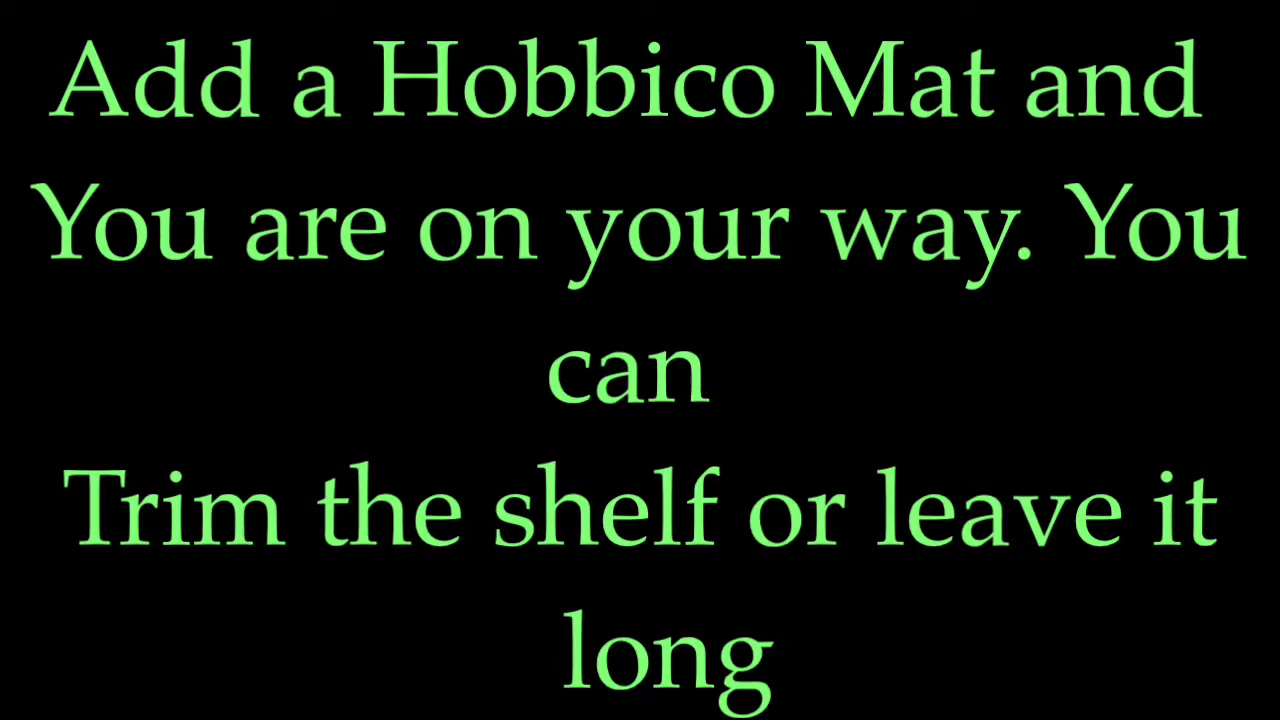 Add a Hobbico Mat and
You are on your way. You
can
Trim the shelf or leave it
long